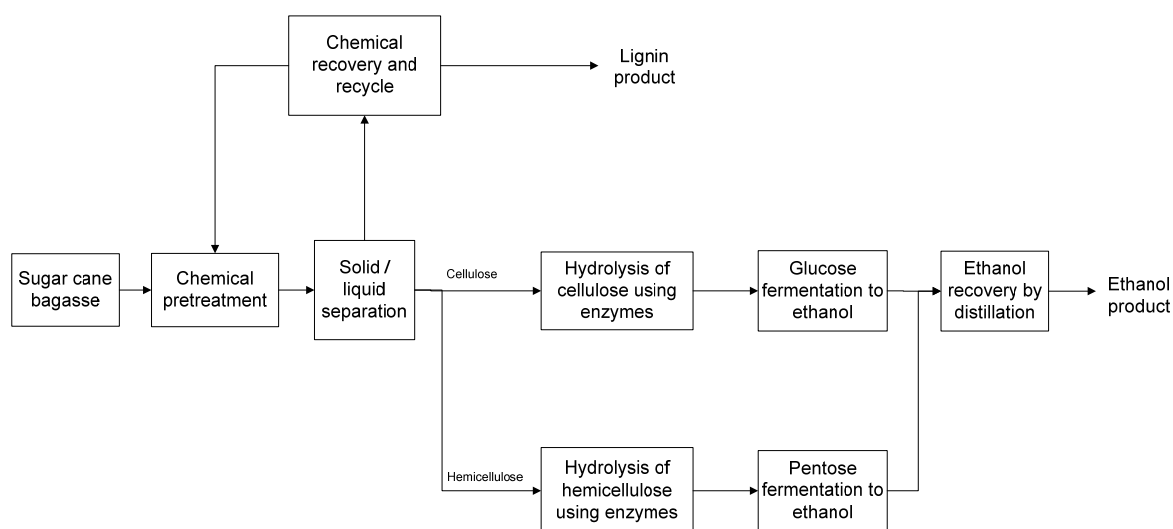 Chemical
recovery and
recycle
Lignin
product
Sugar cane
bagasse
Chemical
pretreatment
Solid /
liquid
separation
Cellulose
Hydrolysis of
cellulose using
enzymes
Glucose
fermentation to
ethanol
Ethanol
recovery by
distillation
Ethanol
product
Hemicellulose
Hydrolysis of
hemicellulose
using enzymes
Pentose
fermentation to
ethanol